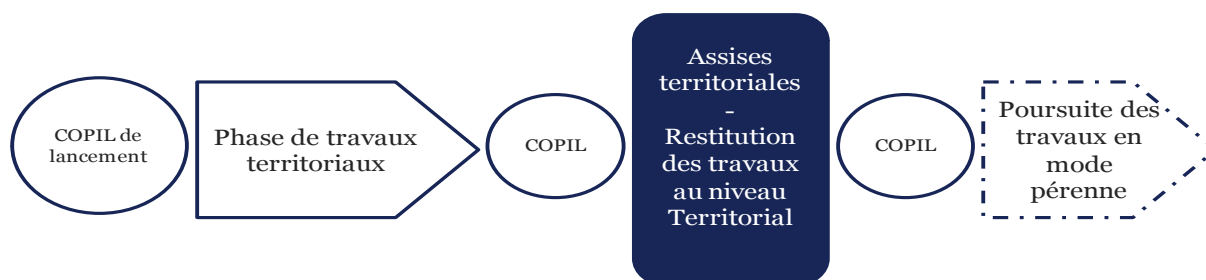 COPIL de
lancement
Phase de travaux
territoriaux
COPIL
Assises
territoriales
-
Restitution
des travaux
au niveau
Territorial
COPIL
Poursuite des
travaux en
mode
pérenne